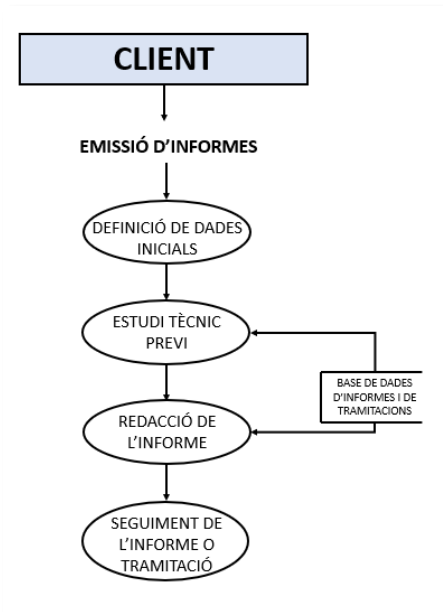 CLIENT
EMISSIÓ D'INFORMES
DEFINICIÓ DE DADES
INICIALS
ESTUDI TÈCNIC
PREVI
BASE DE DADES
D'INFORMES I DE
TRAMITACIONS
REDACCIÓ DE
L'INFORME
SEGUIMENT DE
L'INFORME O
TRAMITACIÓ